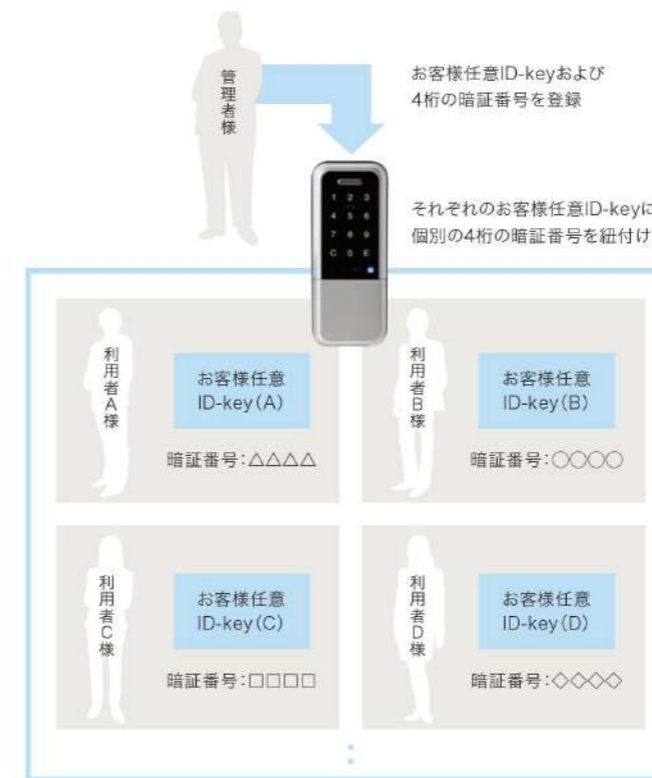 管理者様
お客様任意ID-keyおよび
4桁の暗証番号を登録
1 2 3
4 5 6
7 8 9
C 0 E
それぞれのお客様任意ID-keyに
個別の4桁の暗証番号を紐付け
利用者A様
お客様任意
ID-key(A)
暗証番号:△△△△
利用者B様
お客様任意
ID-key(B)
暗証番号:○○○○
利用者C様
お客様任意
ID-key(C)
暗証番号:□□□□
利用者D様
お客様任意
ID-key(D)
暗証番号:◇◇◇◇